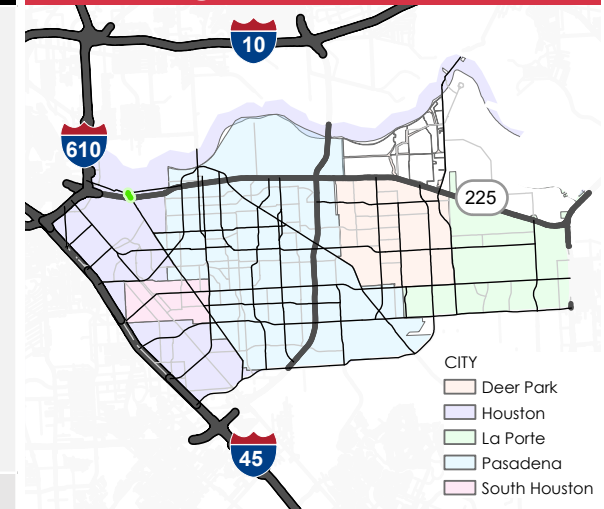 10
610
225
CITY
Deer Park
Houston
La Porte
Pasadena
South Houston
45